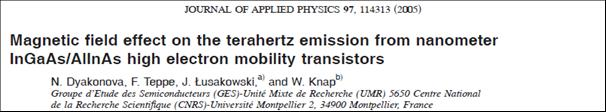 JOURNAL OF APPLIED PHYSICS 97, 114313 (2005)
Magnetic field effect on the terahertz emission from nanometer
InGaAs/AlInAs high electron mobility transistors
N. Dyakonova, F. Teppe, J. Łusakowski,a) and W. Knapb)
Groupe d'Etude des Semiconducteurs (GES)-Unité Mixte de Recherche (UMR) 5650 Centre National
de la Recherche Scientifique (CNRS)-Université Montpellier 2, 34900 Montpellier, France